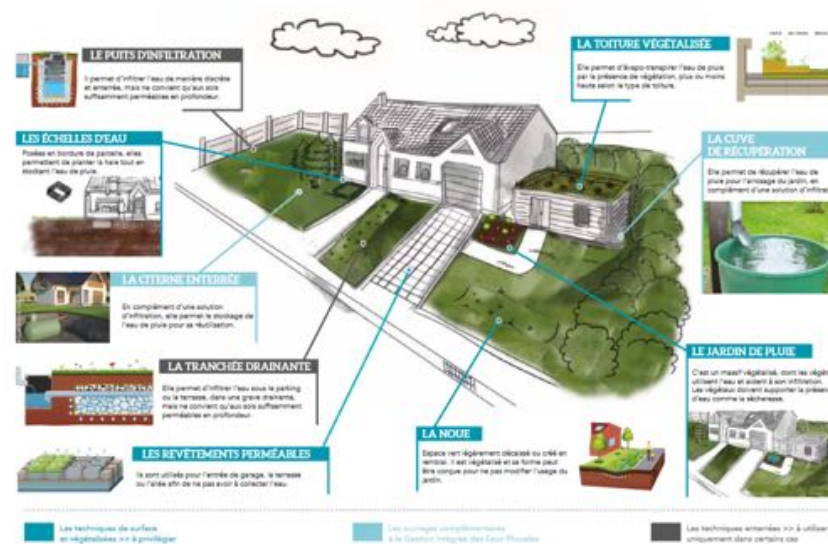 LE PUITS D'INFILTRATION
Il permet d'infiltrer l'eau de manière discrète
et enterrée, mais ne convient qu'aux sols
suffisamment perméables en profondeur.
LES ÉCHELLES D'EAU
Posées en bordure de parcelle, elles
permettent de planter la haie tout en
stockant l'eau de pluie.
LA CITERNE ENTERRÉE
En complément d'une solution
d'infiltration, elle permet le stockage de
l'eau de pluie pour sa réutilisation.
LA TRANCHÉE DRAINANTE
Elle permet d'infiltrer l'eau sous le parking
ou la terrasse, dans une grave drainante,
mais ne convient qu'aux sols suffisamment
perméables en profondeur.
LES REVÊTEMENTS PERMÉABLES
Ils sont utilisés pour l'entrée de garage, la terrasse
ou l'allée afin de ne pas avoir à collecter l'eau.
LA TOITURE VÉGÉTALISÉE
Elle permet d'évapo-transpirer l'eau de pluie
par la présence de végétation, plus ou moins
haute selon le type de toiture.
LA CUVE
DE RÉCUPÉRATION
Elle permet de récupérer l'eau de
pluie pour l'arrosage du jardin, en
complément d'une solution d'infiltrat
LE JARDIN DE PLUIE
C'est un massif végétalisé, dont les végét
utilisent l'eau et aident à son infiltration.
Les végétaux doivent supporter la présen
d'eau comme la sécheresse.
LA NOUE
Espace vert légèrement décaissé ou créé en
remblai. Il est végétalisé et sa forme peut
être conçue pour ne pas modifier l'usage du
jardin.
Les techniques de surface
et végétalisées >> à privilégier
Les ouvrages complémentaires
à la Gestion Intégrée des Eaux Pluviales
Les techniques enterrées >> à utiliser
uniquement dans certains cas